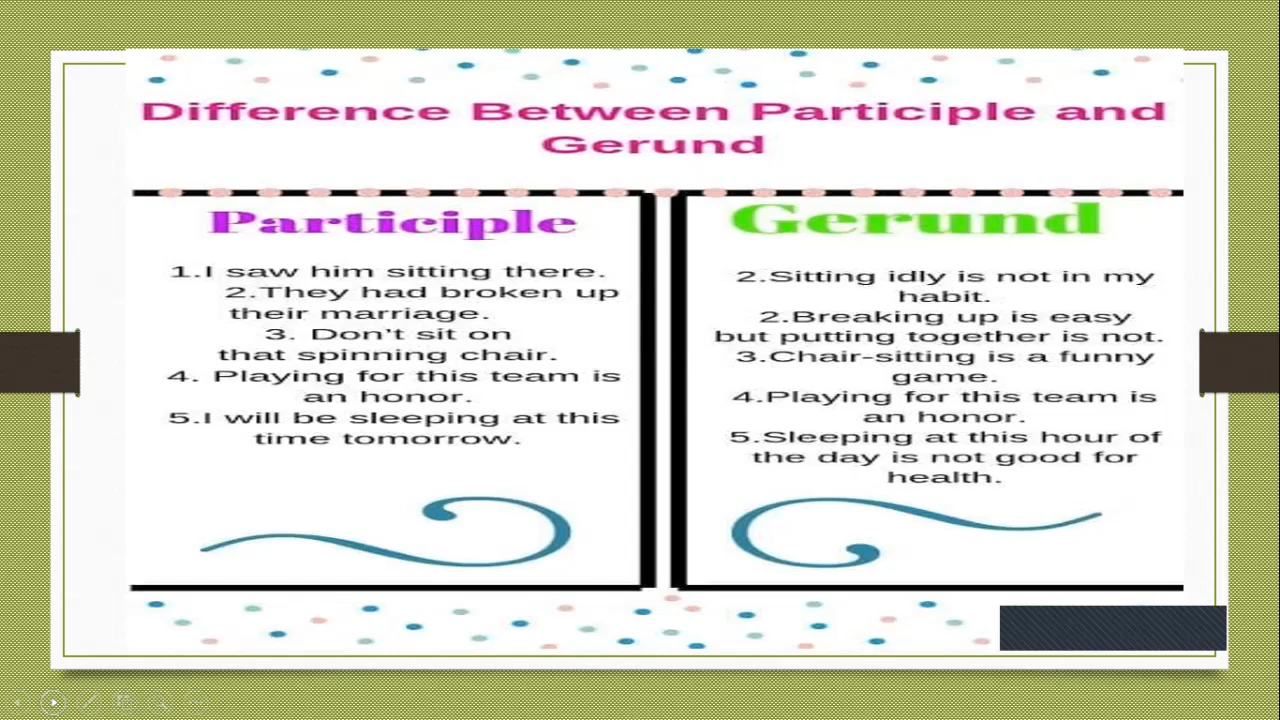 Difference Between Participle and
Gerund
Participle
1.I saw him sitting there.
2.They had broken up
their marriage.
3. Don't sit on
that spinning chair.
4. Playing for this team is
an honor.
5.I will be sleeping at this
time tomorrow.
Gerund
2.Sitting idly is not in my
habit.
2.Breaking up is easy
but putting together is not.
3.Chair-sitting is a funny
game.
4.Playing for this team is
an honor.
5.Sleeping at this hour of
the day is not good for
health.